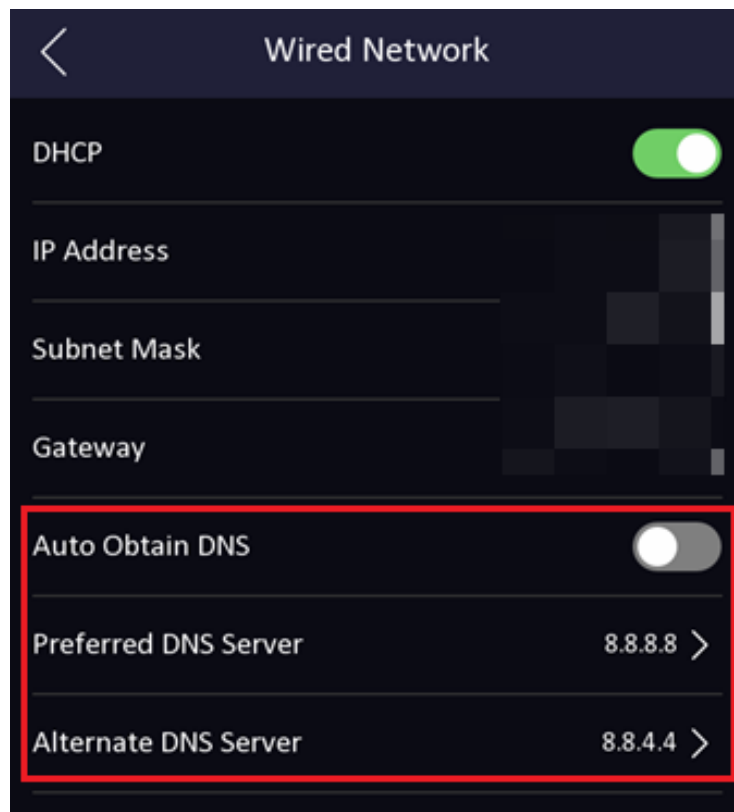 Wired Network
DHCP
IP Address
Subnet Mask
Gateway
Auto Obtain DNS
Preferred DNS Server 8.8.8.8
Alternate DNS Server 8.8.4.4